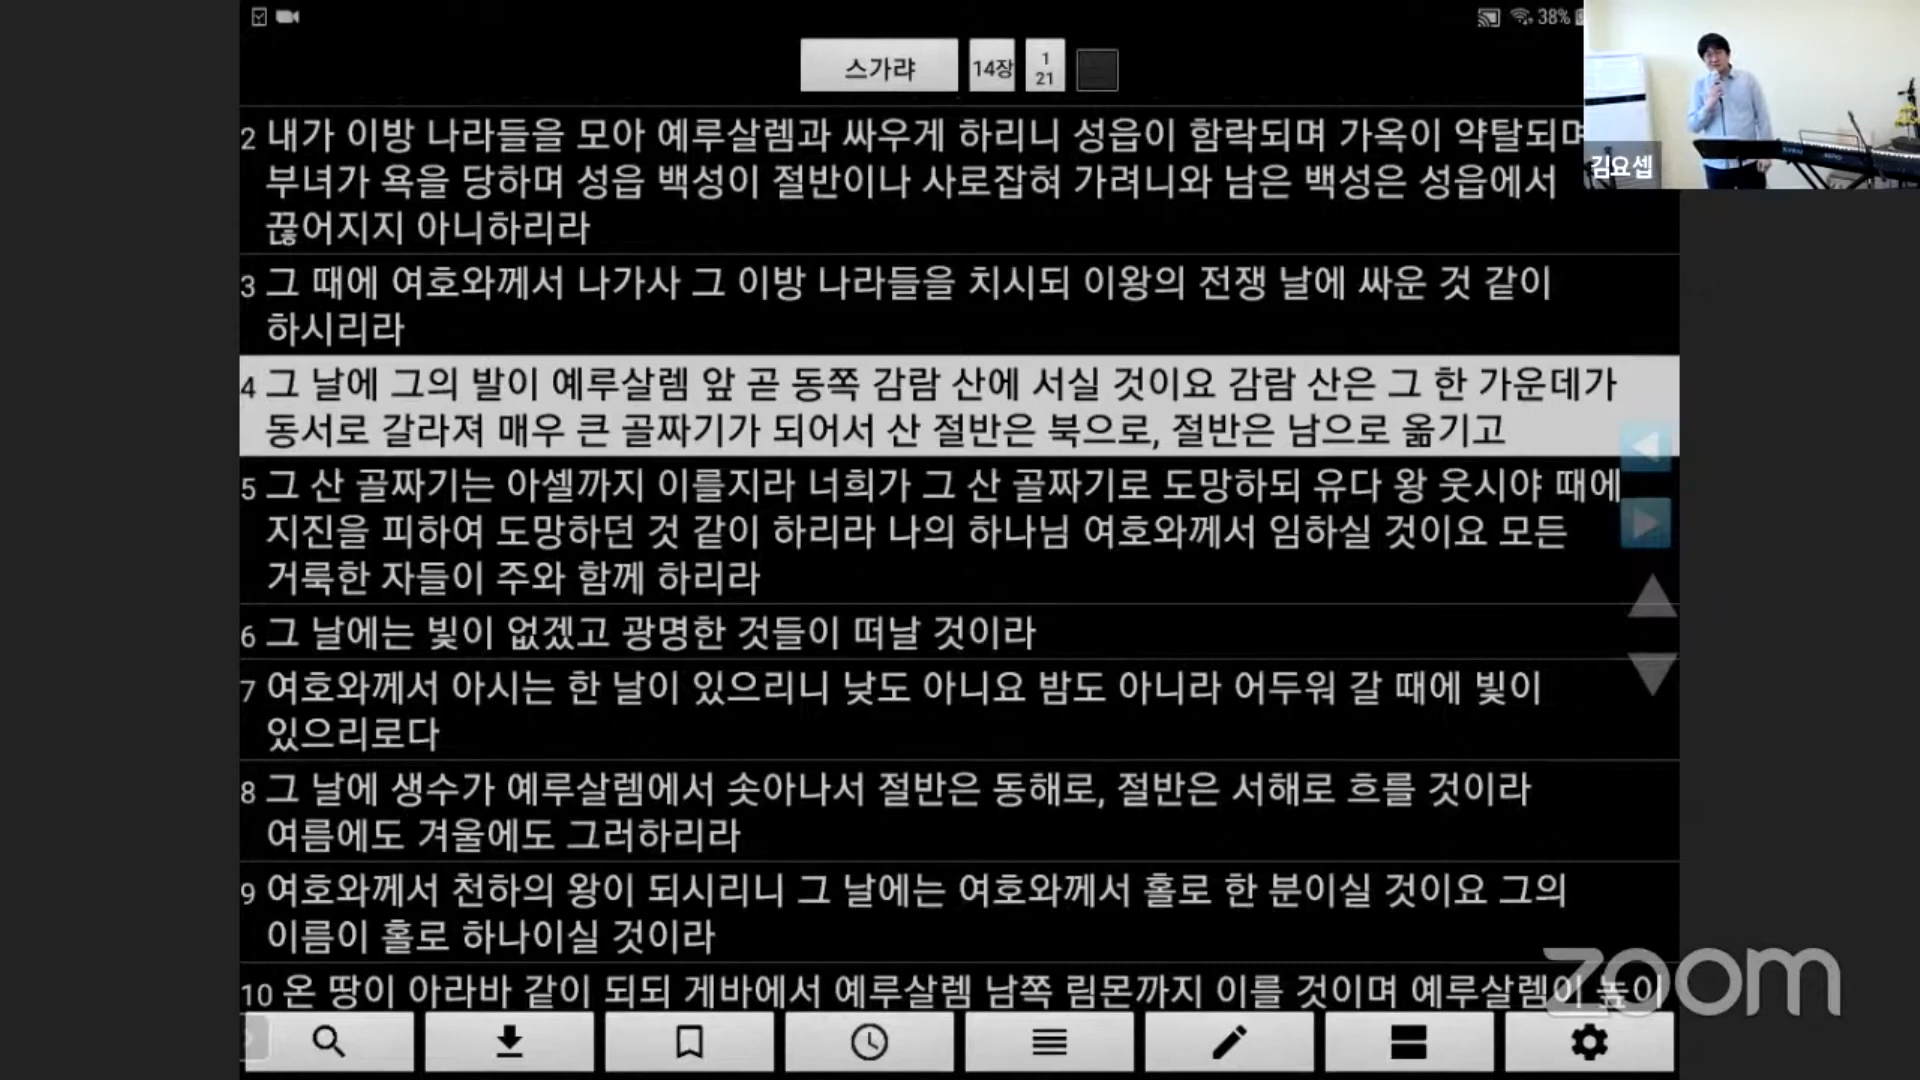 38%
스가랴 14장 1 21
김요셉
2 내가 이방 나라들을 모아 예루살렘과 싸우게 하리니 성읍이 함락되며 가옥이 약탈되며
부녀가 욕을 당하며 성읍 백성이 절반이나 사로잡혀 가려니와 남은 백성은 성읍에서
끊어지지 아니하리라
3 그 때에 여호와께서 나가사 그 이방 나라들을 치시되 이왕의 전쟁 날에 싸운 것 같이
하시리라
4 그 날에 그의 발이 예루살렘 앞 곧 동쪽 감람 산에 서실 것이요 감람 산은 그 한 가운데가
동서로 갈라져 매우 큰 골짜기가 되어서 산 절반은 북으로, 절반은 남으로 옮기고
5 그 산 골짜기는 아셀까지 이를지라 너희가 그 산 골짜기로 도망하되 유다 왕 웃시야 때에
지진을 피하여 도망하던 것 같이 하리라 나의 하나님 여호와께서 임하실 것이요 모든
거룩한 자들이 주와 함께 하리라
6 그 날에는 빛이 없겠고 광명한 것들이 떠날 것이라
7 여호와께서 아시는 한 날이 있으리니 낮도 아니요 밤도 아니라 어두워 갈 때에 빛이
있으리로다
8 그 날에 생수가 예루살렘에서 솟아나서 절반은 동해로, 절반은 서해로 흐를 것이라
여름에도 겨울에도 그러하리라
9 여호와께서 천하의 왕이 되시리니 그 날에는 여호와께서 홀로 한 분이실 것이요 그의
이름이 홀로 하나이실 것이라
10 온 땅이 아라바 같이 되되 게바에서 예루살렘 남쪽 림몬까지 이를 것이며 예루살렘이 높이
zoom